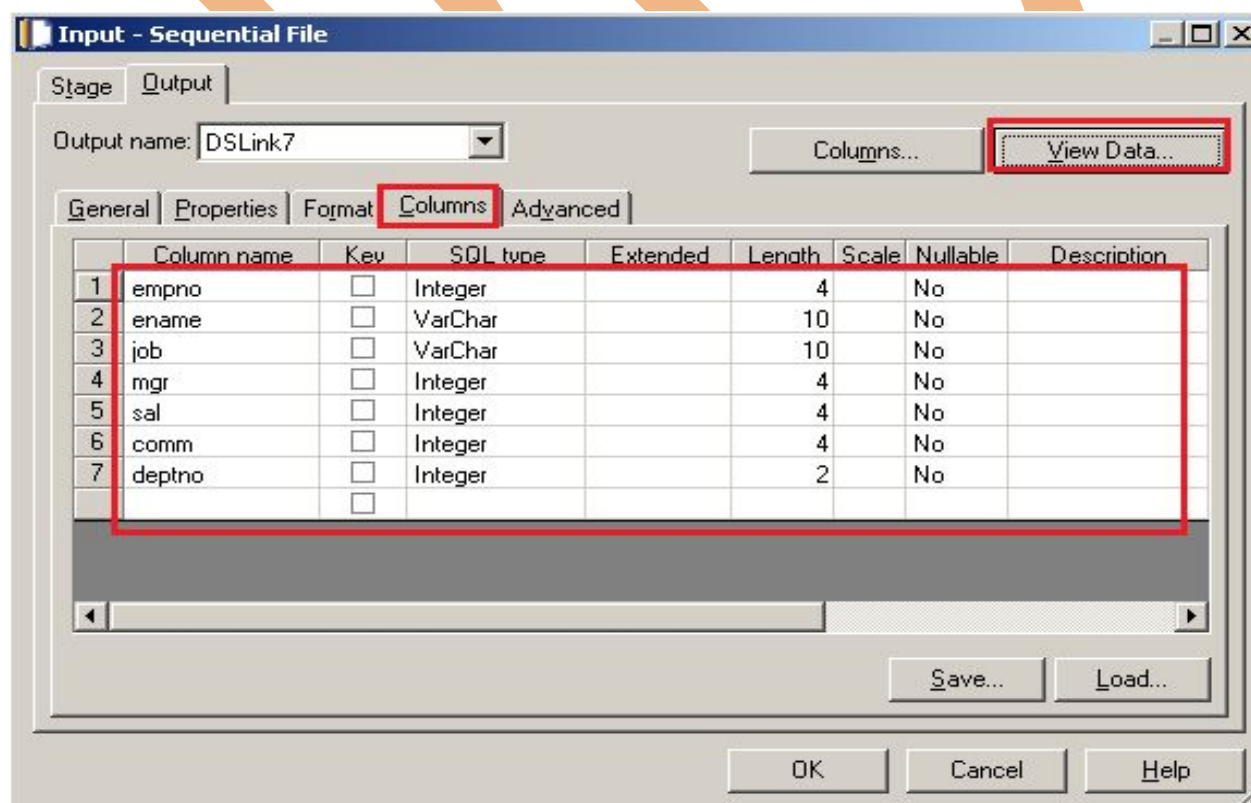 Input - Sequential File
Stage Output
Output name: DSLink7
Columns... View Data...
General Properties Format Columns Advanced
Column name Key SQL type Extended Length Scale Nullable Description
1 empno Integer 4 No
2 ename VarChar 10 No
3 job VarChar 10 No
4 mgr Integer 4 No
5 sal Integer 4 No
6 comm Integer 4 No
7 deptno Integer 2 No
Save... Load...
OK Cancel Help